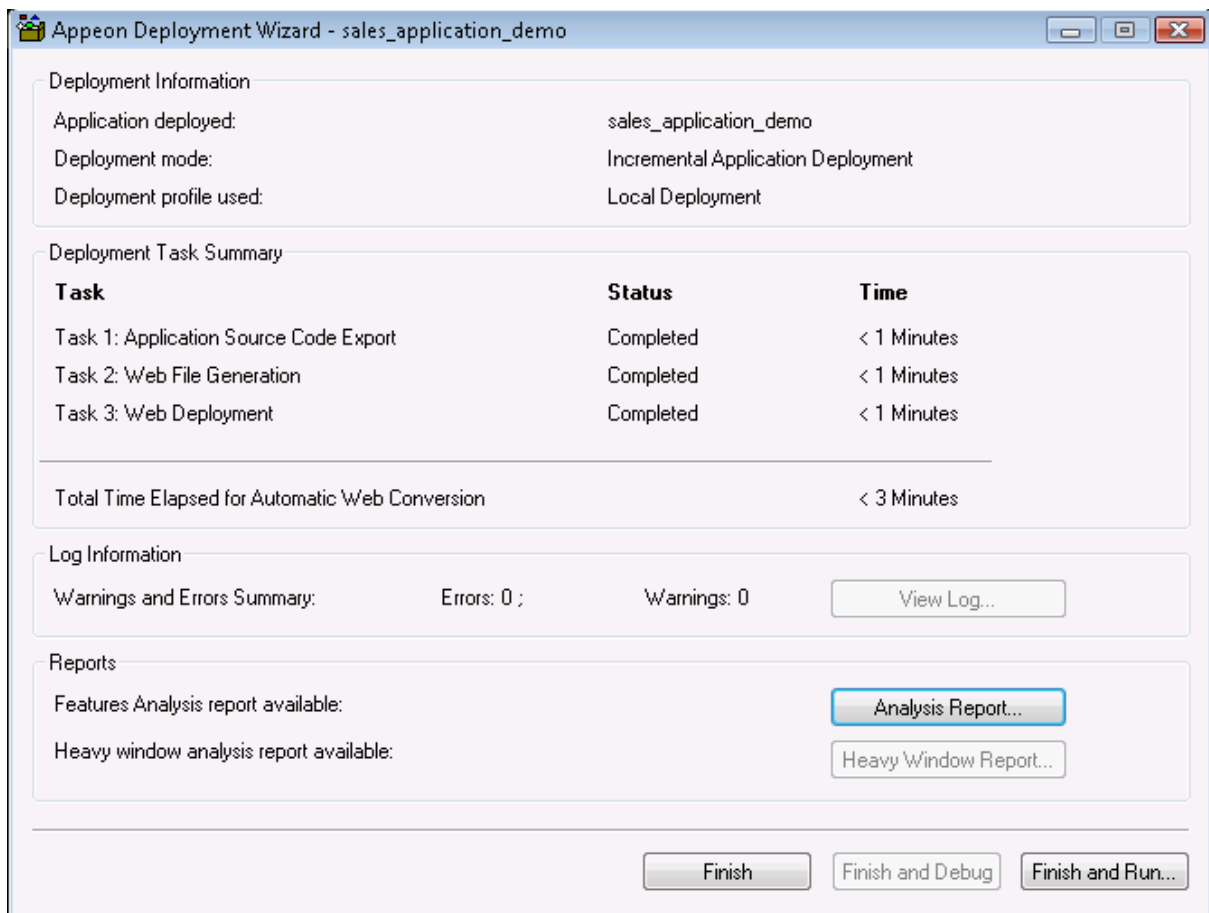 Appeon Deployment Wizard - sales_application_demo
Deployment Information
Application deployed: sales_application_demo
Deployment mode: Incremental Application Deployment
Deployment profile used: Local Deployment
Deployment Task Summary
Task Status Time
Task 1: Application Source Code Export Completed < 1 Minutes
Task 2: Web File Generation Completed < 1 Minutes
Task 3: Web Deployment Completed < 1 Minutes
Total Time Elapsed for Automatic Web Conversion < 3 Minutes
Log Information
Warnings and Errors Summary: Errors: 0 ; Warnings: 0 View Log...
Reports
Features Analysis report available: Analysis Report...
Heavy window analysis report available: Heavy Window Report...
Finish Finish and Debug Finish and Run...